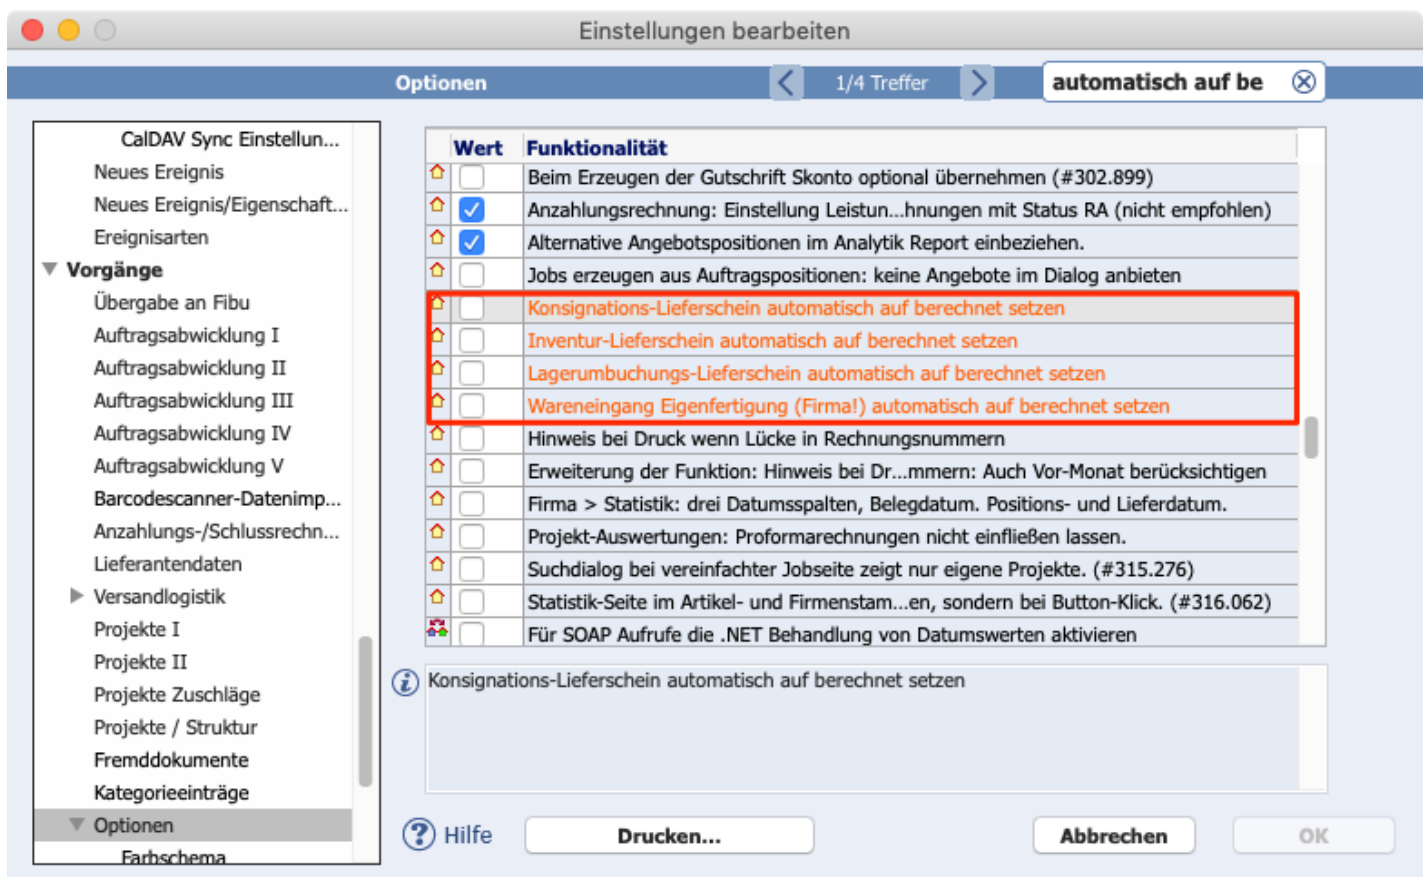 Einstellungen bearbeiten
Optionen
1/4 Treffer
automatisch auf be
CalDAV Sync Einstellun...
Neues Ereignis
Neues Ereignis/Eigenschaft...
Ereignisarten
Vorgänge
Übergabe an Fibu
Auftragsabwicklung I
Auftragsabwicklung II
Auftragsabwicklung III
Auftragsabwicklung IV
Auftragsabwicklung V
Barcodescanner-Datenimp...
Anzahlungs-/Schlussrechn...
Lieferantendaten
Versandlogistik
Projekte I
Projekte II
Projekte Zuschläge
Projekte / Struktur
Fremddokumente
Kategorieeinträge
Optionen
Farbschema
Wert Funktionalität
Beim Erzeugen der Gutschrift Skonto optional übernehmen (#302.899)
Anzahlungsrechnung: Einstellung Leistun...hnungen mit Status RA (nicht empfohlen)
Alternative Angebotspositionen im Analytik Report einbeziehen.
Jobs erzeugen aus Auftragspositionen: keine Angebote im Dialog anbieten
Konsignations-Lieferschein automatisch auf berechnet setzen
Inventur-Lieferschein automatisch auf berechnet setzen
Lagerumbuchungs-Lieferschein automatisch auf berechnet setzen
Wareneingang Eigenfertigung (Firma!) automatisch auf berechnet setzen
Hinweis bei Druck wenn Lücke in Rechnungsnummern
Erweiterung der Funktion: Hinweis bei Dr...mmern: Auch Vor-Monat berücksichtigen
Firma > Statistik: drei Datumsspalten, Belegdatum. Positions- und Lieferdatum.
Projekt-Auswertungen: Proformarechnungen nicht einfließen lassen.
Suchdialog bei vereinfachter Jobseite zeigt nur eigene Projekte. (#315.276)
Statistik-Seite im Artikel- und Firmenstam...en, sondern bei Button-Klick. (#316.062)
Für SOAP Aufrufe die .NET Behandlung von Datumswerten aktivieren
Konsignations-Lieferschein automatisch auf berechnet setzen
Hilfe
Drucken...
Abbrechen
OK